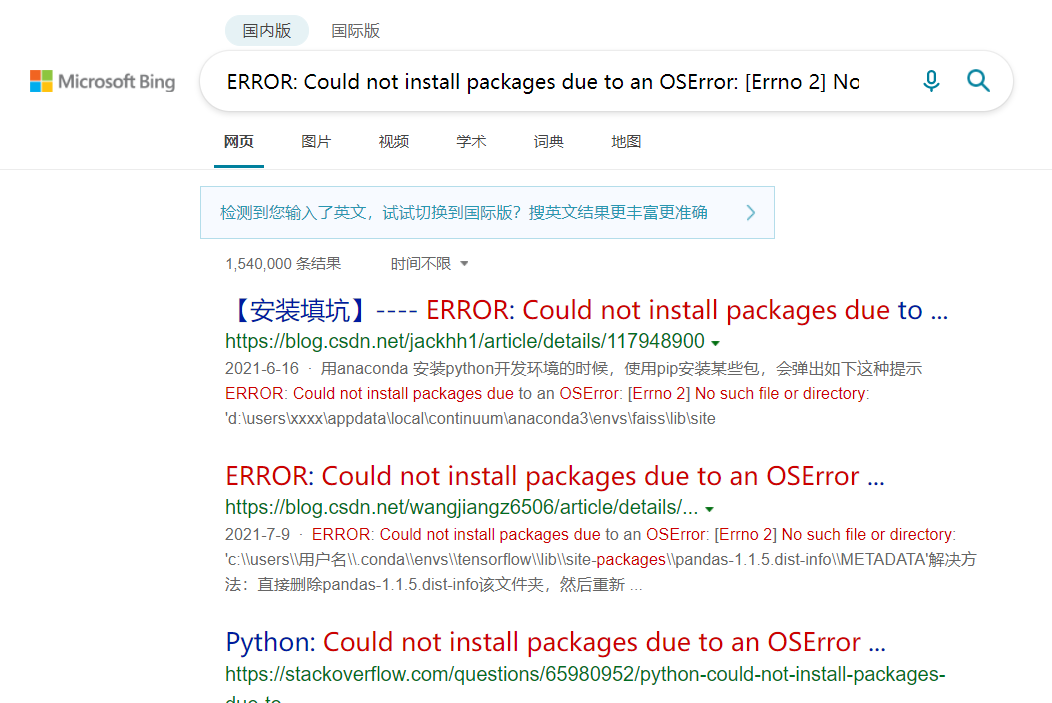 国内版 国际版
Microsoft Bing
ERROR: Could not install packages due to an OSError: [Errno 2] No
网页 图片 视频 学术 词典 地图
检测到您输入了英文，试试切换到国际版？搜英文结果更丰富更准确
1,540,000 条结果 时间不限
【安装填坑】---- ERROR: Could not install packages due to ...
https://blog.csdn.net/jackhh1/article/details/117948900
2021-6-16 · 用anaconda 安装python开发环境的时候，使用pip安装某些包，会弹出如下这种提示
ERROR: Could not install packages due to an OSError: [Errno 2] No such file or directory:
'd:\users\xxxx\appdata\local\continuum\anaconda3\envs\faiss\lib\site
ERROR: Could not install packages due to an OSError ...
https://blog.csdn.net/wangjiangz6506/article/details/...
2021-7-9 · ERROR: Could not install packages due to an OSError: [Errno 2] No such file or directory:
'c:\\users\\用户名\\.conda\\envs\\tensorflow\\lib\\site-packages\\pandas-1.1.5.dist-info\\METADATA'解决方
法：直接删除pandas-1.1.5.dist-info该文件夹，然后重新 ...
Python: Could not install packages due to an OSError ...
https://stackoverflow.com/questions/65980952/python-could-not-install-packages-
due-to